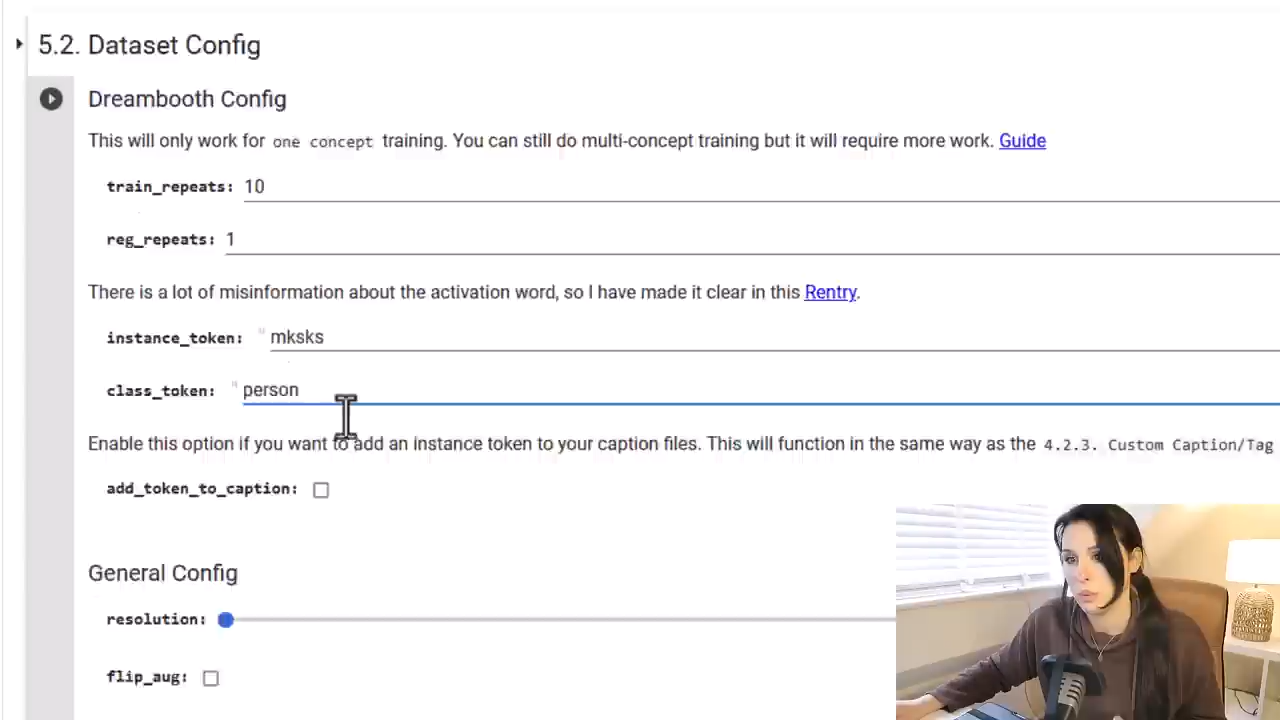 5.2. Dataset Config
Dreambooth Config
This will only work for one concept training. You can still do multi-concept training but it will require more work. Guide
train_repeats: 10
reg_repeats: 1
There is a lot of misinformation about the activation word, so I have made it clear in this Rentry.
instance_token: " mksks
class_token: " person
Enable this option if you want to add an instance token to your caption files. This will function in the same way as the 4.2.3. Custom Caption/Tag
add_token_to_caption:
General Config
resolution:
flip_aug: